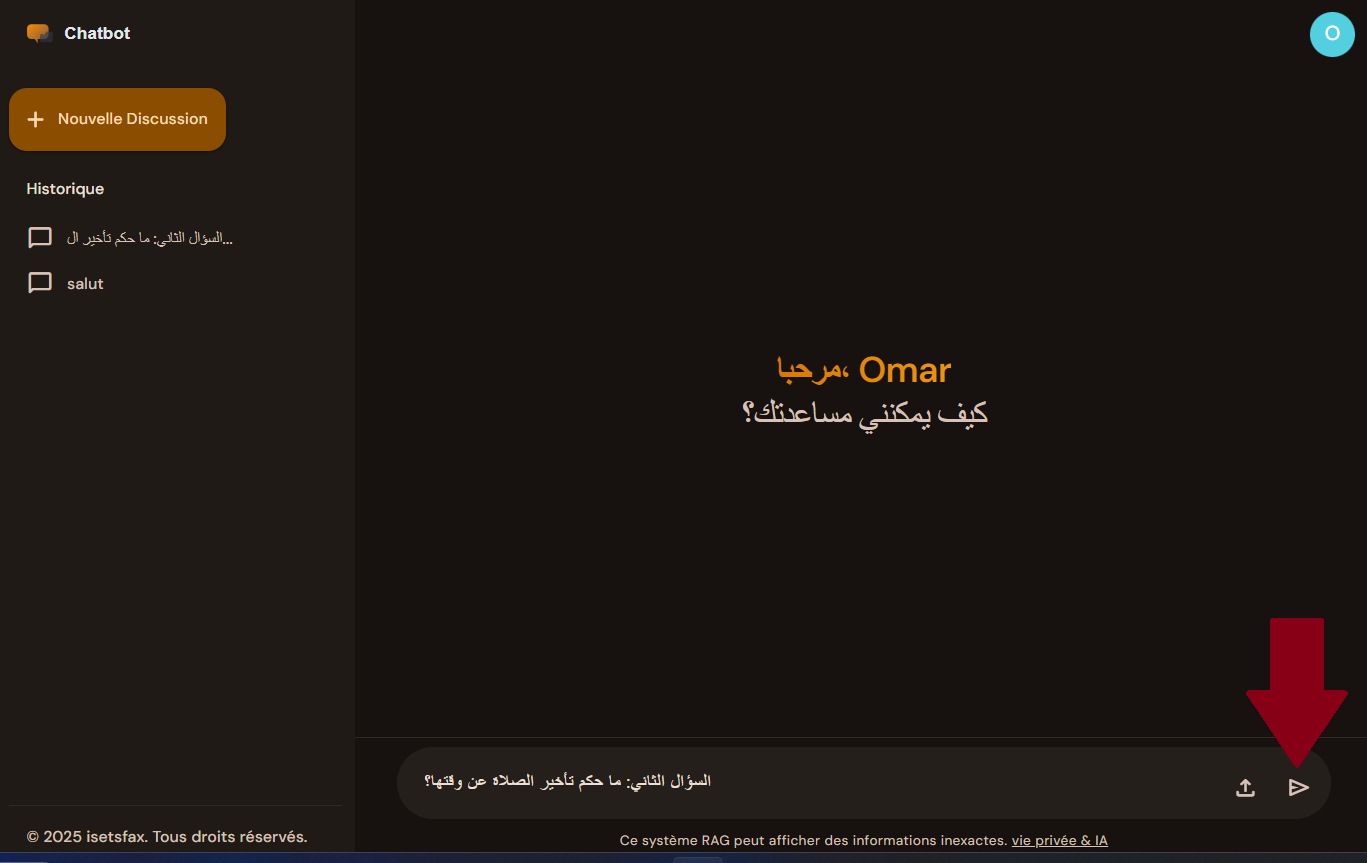 Chatbot
O
Nouvelle Discussion
Historique
السؤال الثاني: ما حكم تأخير ال...
salut
مرحبا، Omar
كيف يمكنني مساعدتك؟
السؤال الثاني: ما حكم تأخير الصلاة عن وقتها؟
© 2025 isetsfax. Tous droits réservés.
Ce système RAG peut afficher des informations inexactes. vie privée & IA